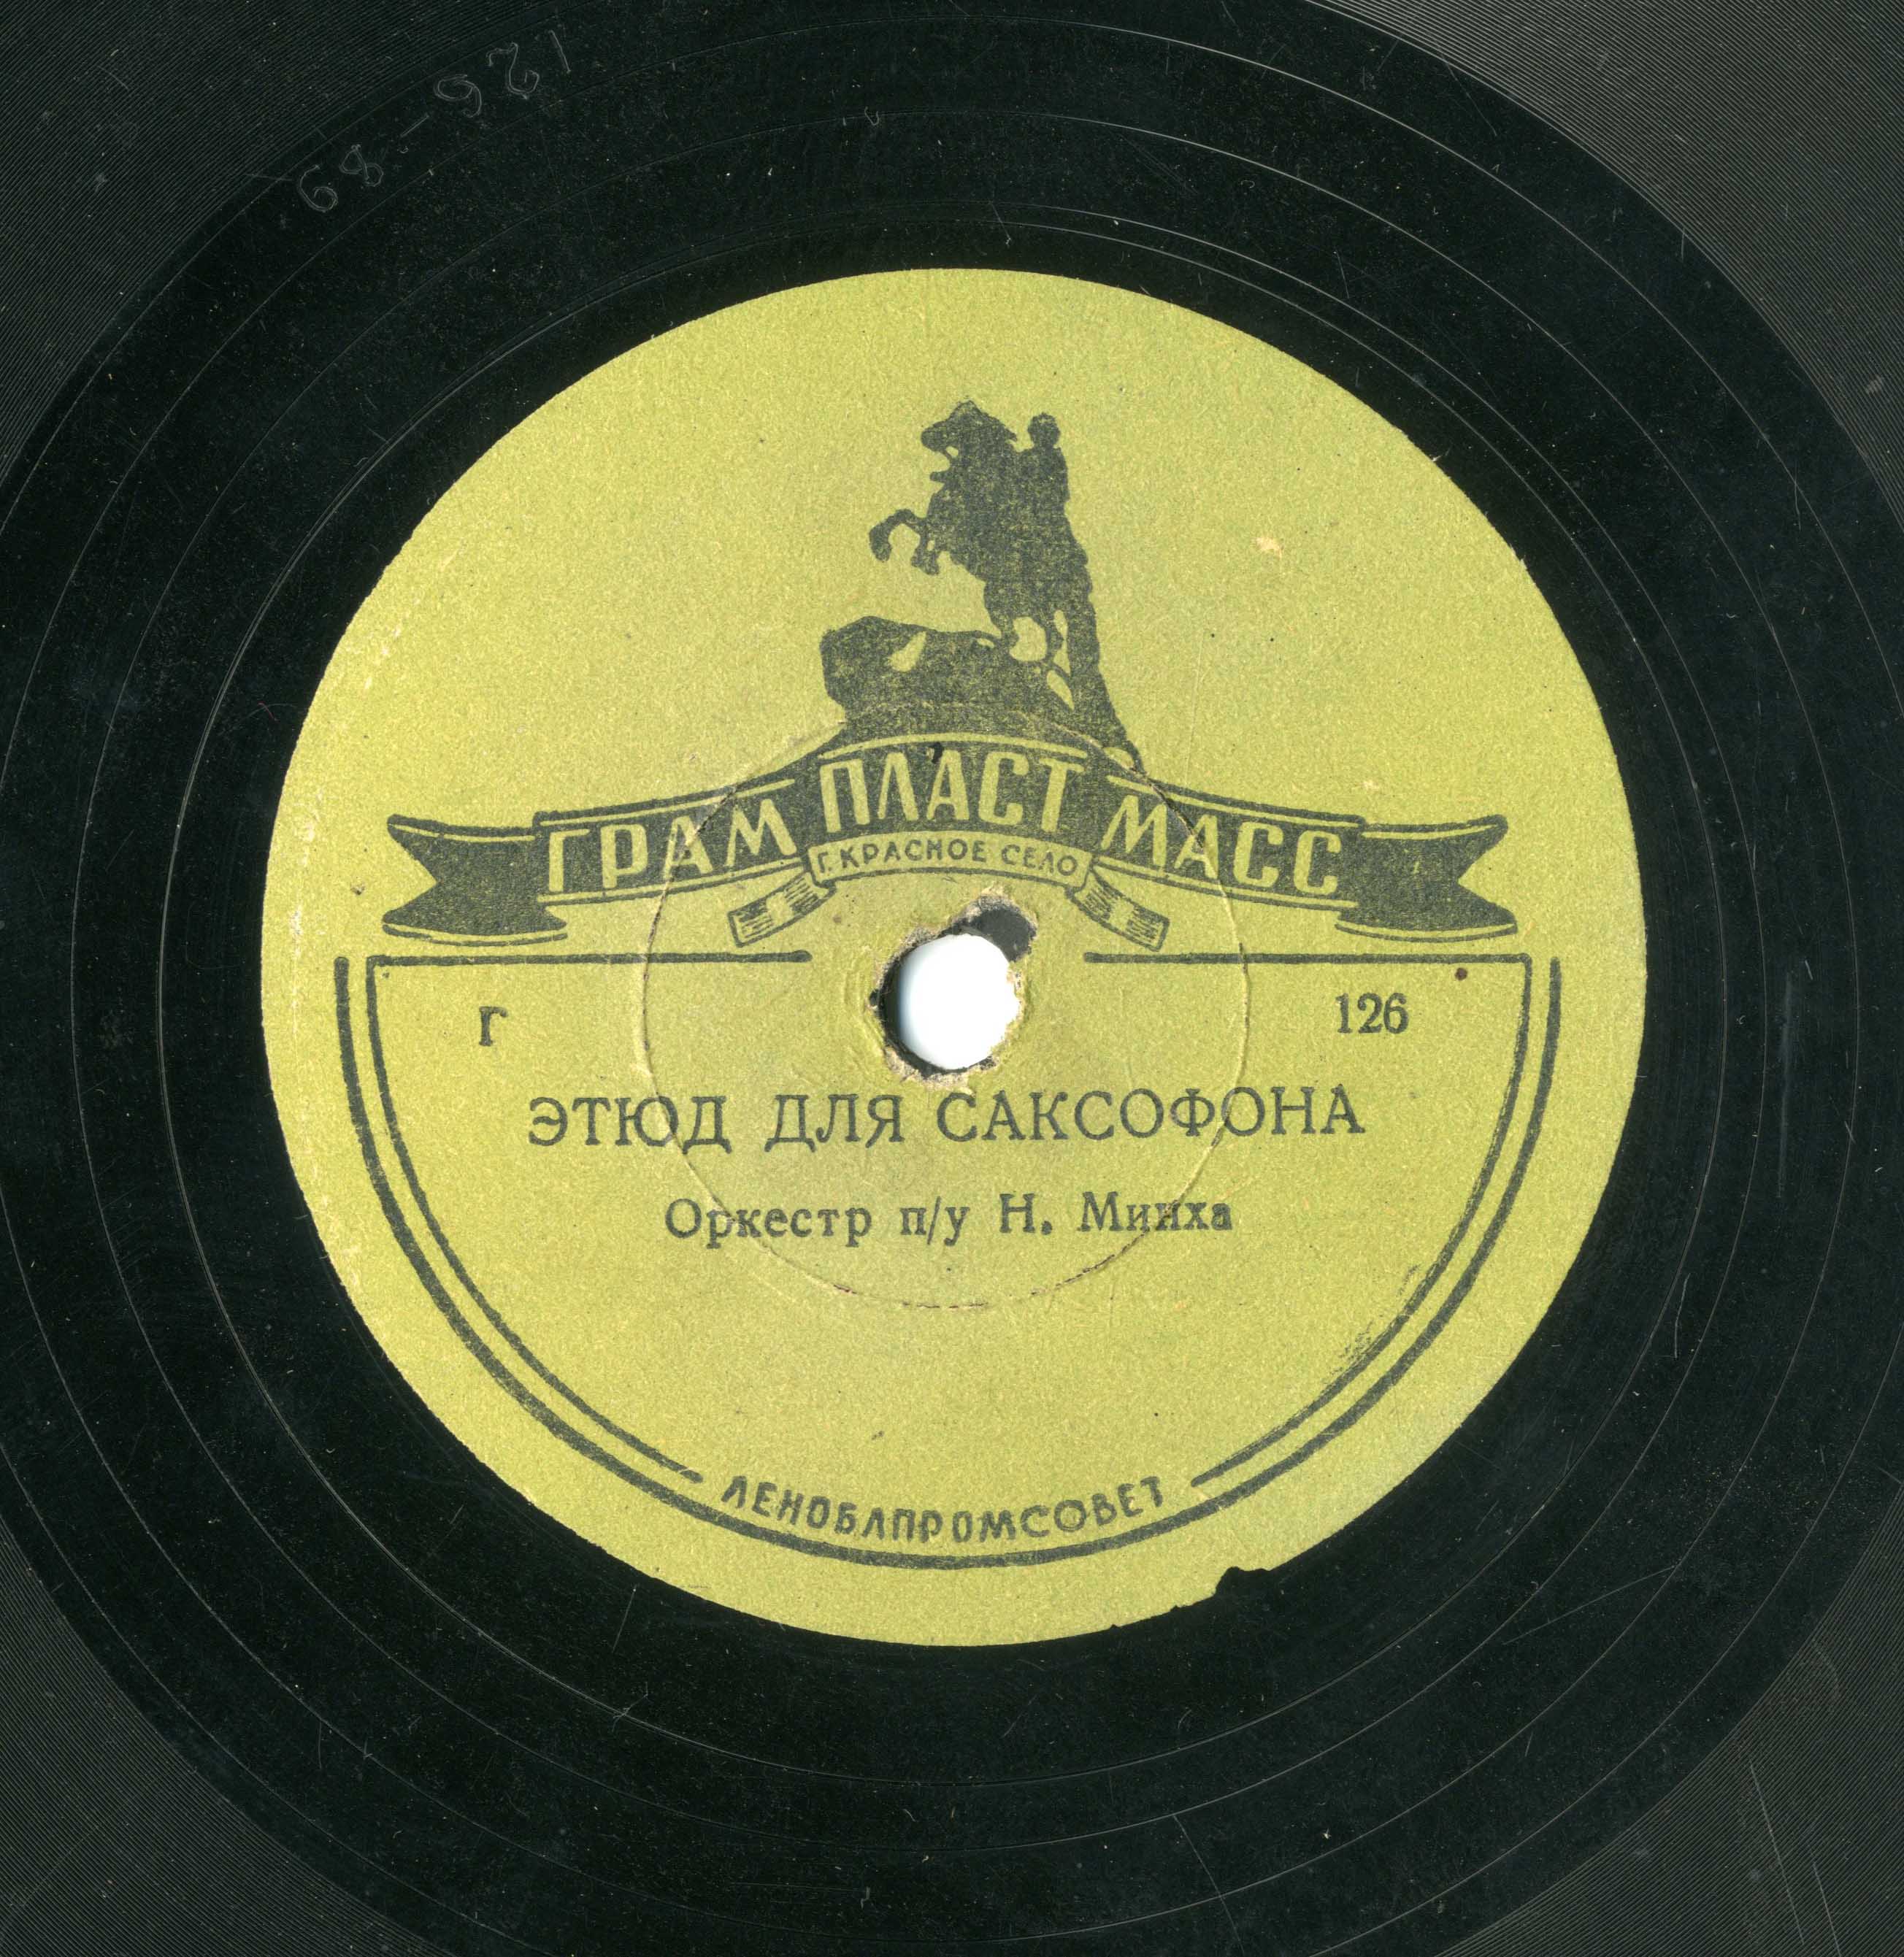 126-89
ГРАМ ПЛАСТ МАСС
Г. КРАСНОЕ СЕЛО
Г 126
ЭТЮД ДЛЯ САКСОФОНА
Оркестр п/у Н. Минха
ЛЕНОБЛПРОМСОВЕТ